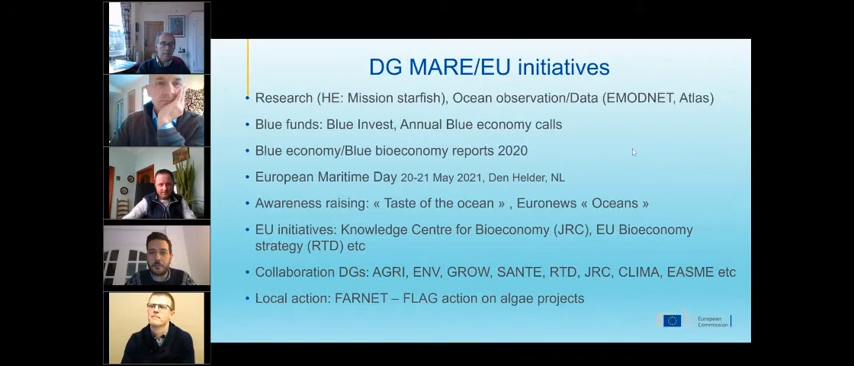 DG MARE/EU initiatives
• Research (HE: Mission starfish), Ocean observation/Data (EMODNET, Atlas)
• Blue funds: Blue Invest, Annual Blue economy calls
• Blue economy/Blue bioeconomy reports 2020
• European Maritime Day 20-21 May 2021, Den Helder, NL
• Awareness raising: « Taste of the ocean » , Euronews « Oceans »
• EU initiatives: Knowledge Centre for Bioeconomy (JRC), EU Bioeconomy
strategy (RTD) etc
• Collaboration DGs: AGRI, ENV, GROW, SANTE, RTD, JRC, CLIMA, EASME etc
• Local action: FARNET – FLAG action on algae projects
European
Commission